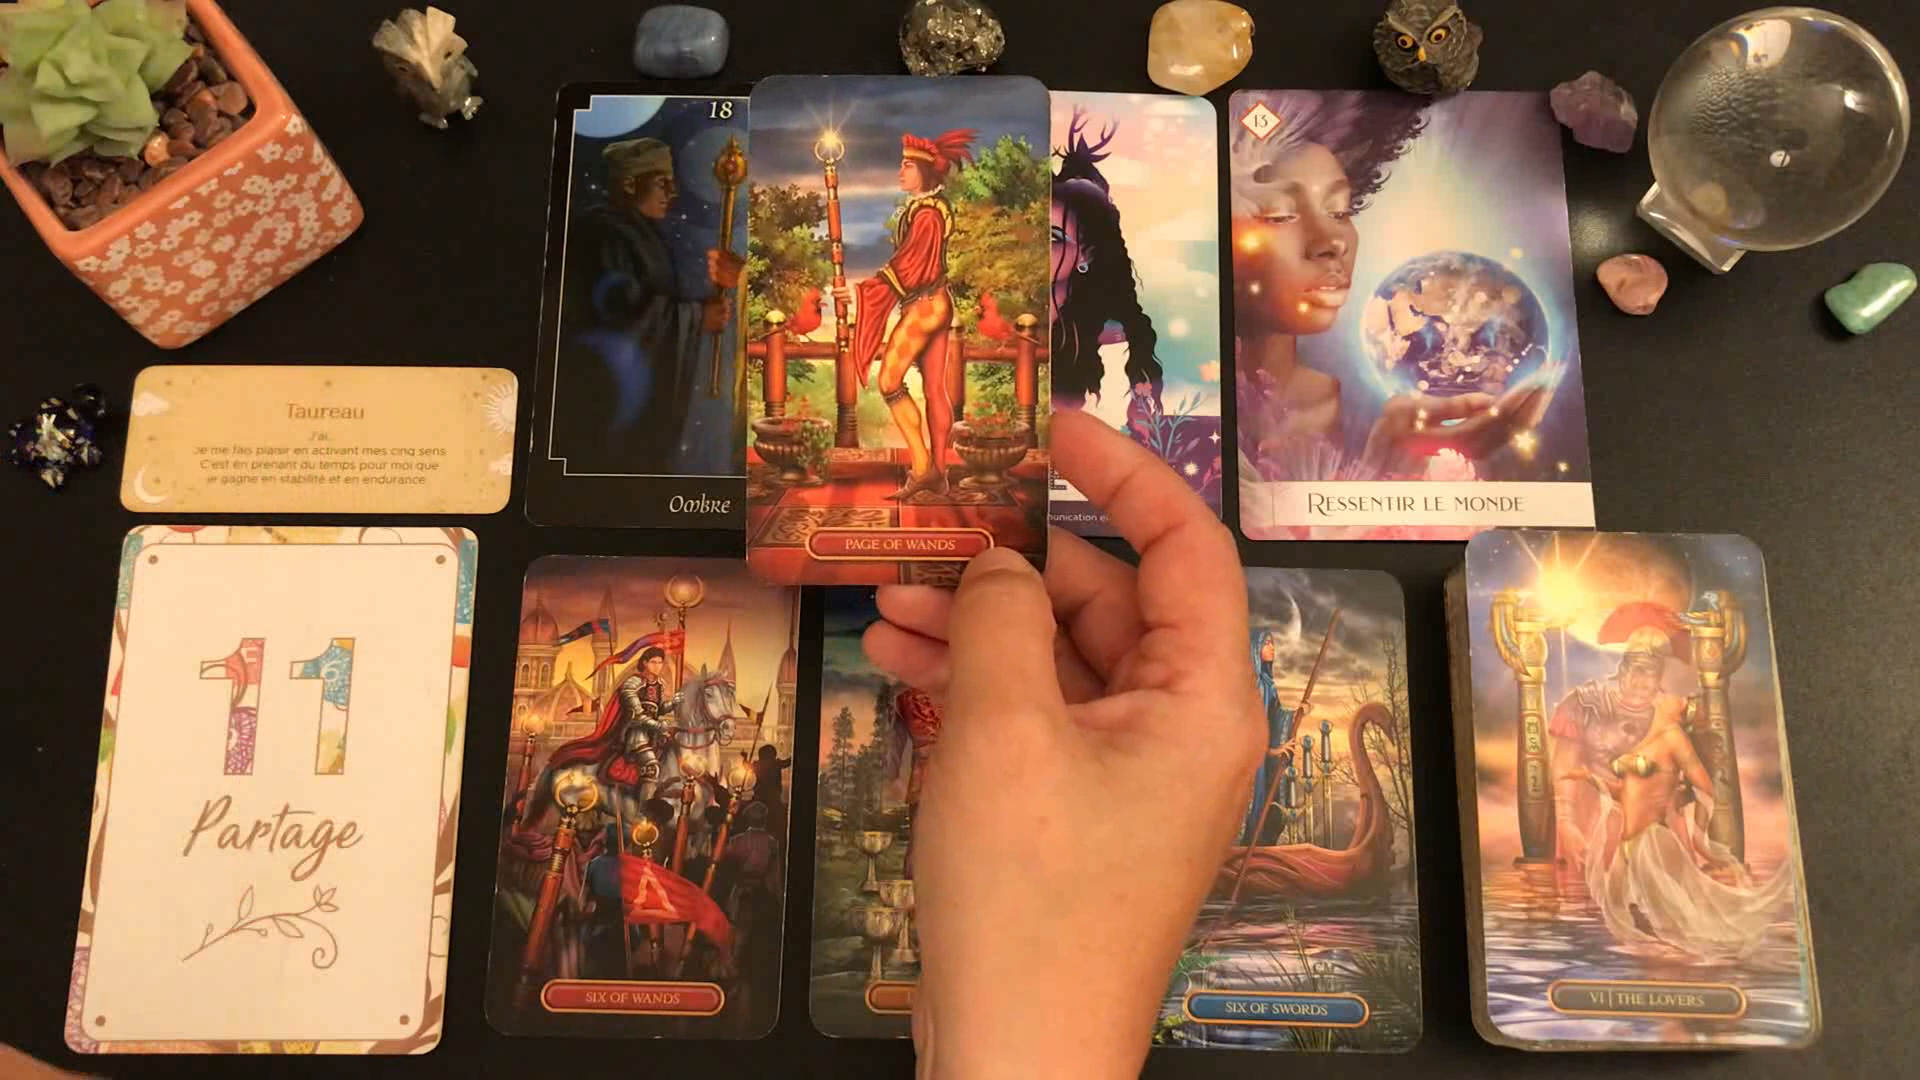 18
Ombre
PAGE OF WANDS
13
RESSENTIR LE MONDE
Taureau
J'ai...
Je me fais plaisir en activant mes cinq sens
C'est en prenant du temps pour moi que
je gagne en stabilité et en endurance
11
Partage
SIX OF WANDS
SIX OF SWORDS
VI | THE LOVERS